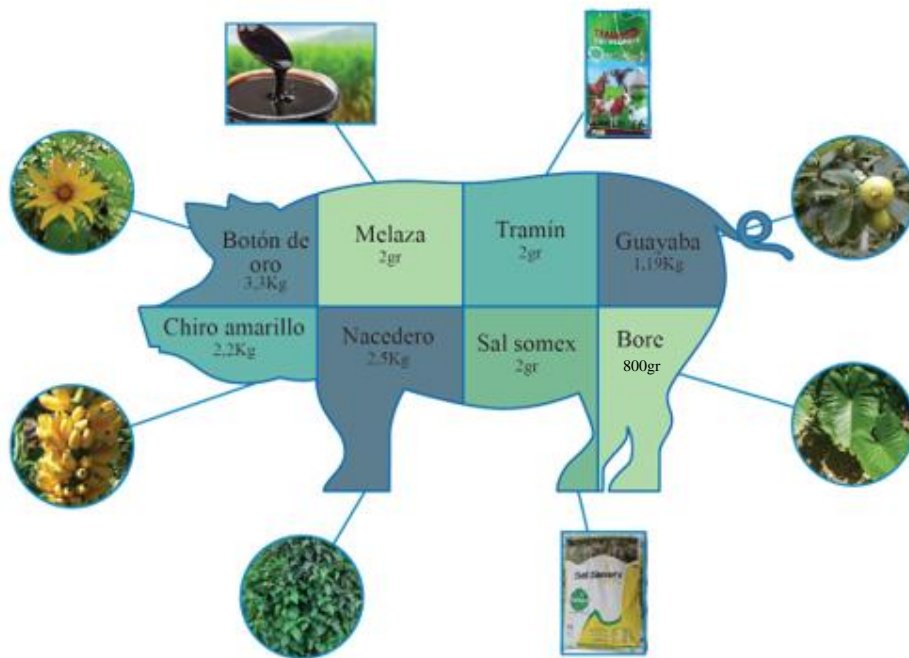 Botón de
oro
3,3Kg
Melaza
2gr
Tramín
2gr
Guayaba
1,19Kg
Chiro amarillo
2,2Kg
Nacedero
2,5Kg
Sal somex
2gr
Bore
800gr